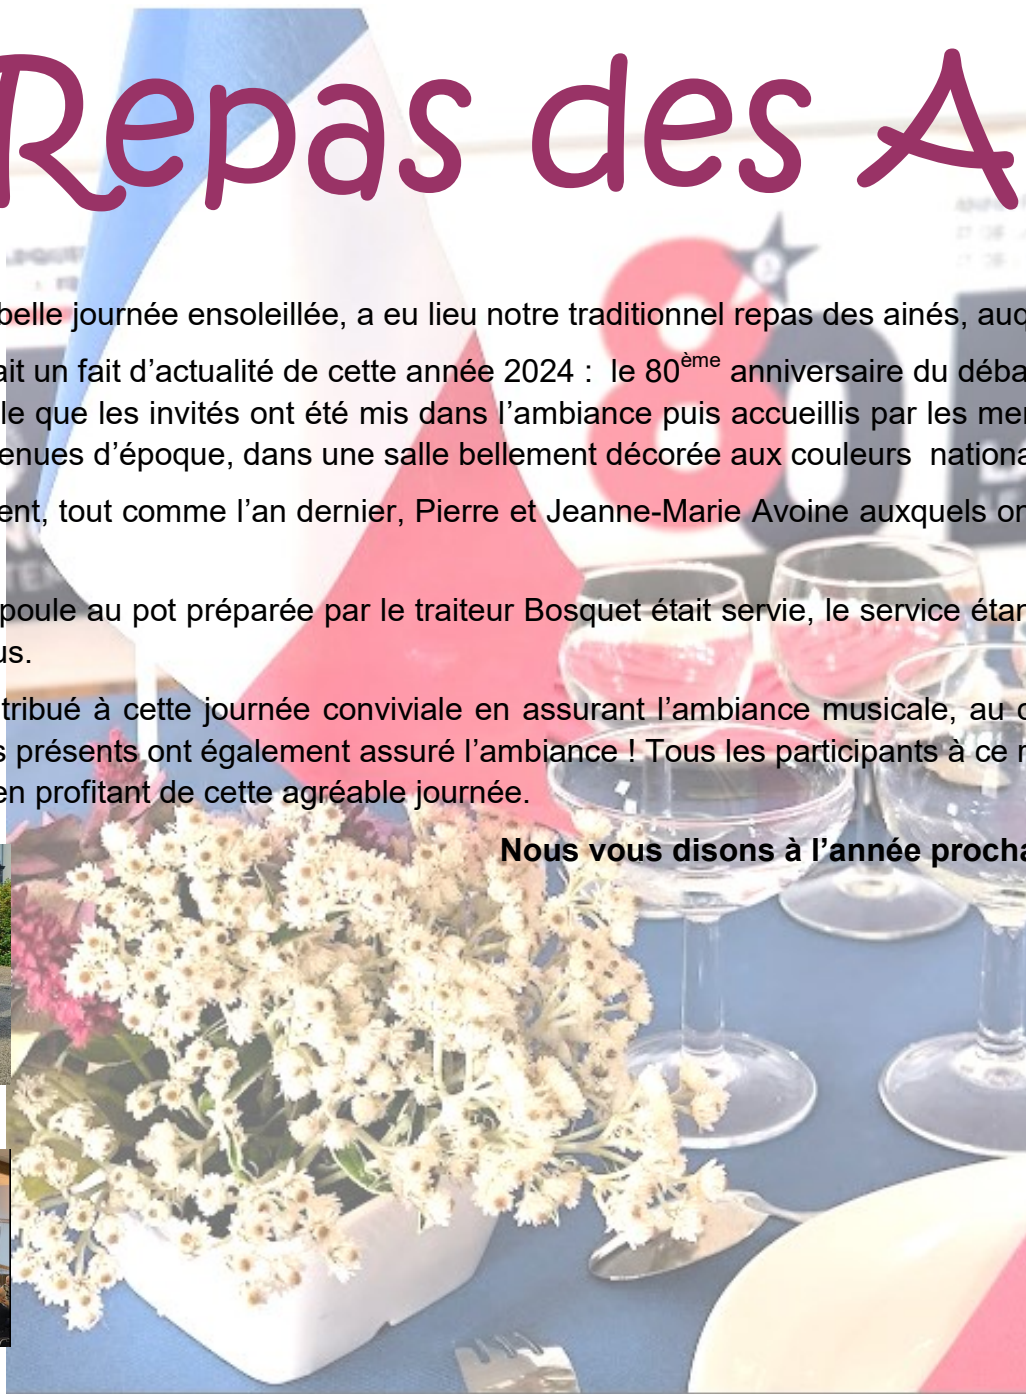 Repas des A
belle journée ensoleillée, a eu lieu notre traditionnel repas des ainés, auq
ait un fait d’actualité de cette année 2024 : le 80ème anniversaire du déba
le que les invités ont été mis dans l’ambiance puis accueillis par les mem
enues d’époque, dans une salle bellement décorée aux couleurs nationa
ent, tout comme l’an dernier, Pierre et Jeanne-Marie Avoine auxquels on
poule au pot préparée par le traiteur Bosquet était servie, le service étan
us.
tribué à cette journée conviviale en assurant l’ambiance musicale, au c
s présents ont également assuré l’ambiance ! Tous les participants à ce r
en profitant de cette agréable journée.
Nous vous disons à l’année procha
80